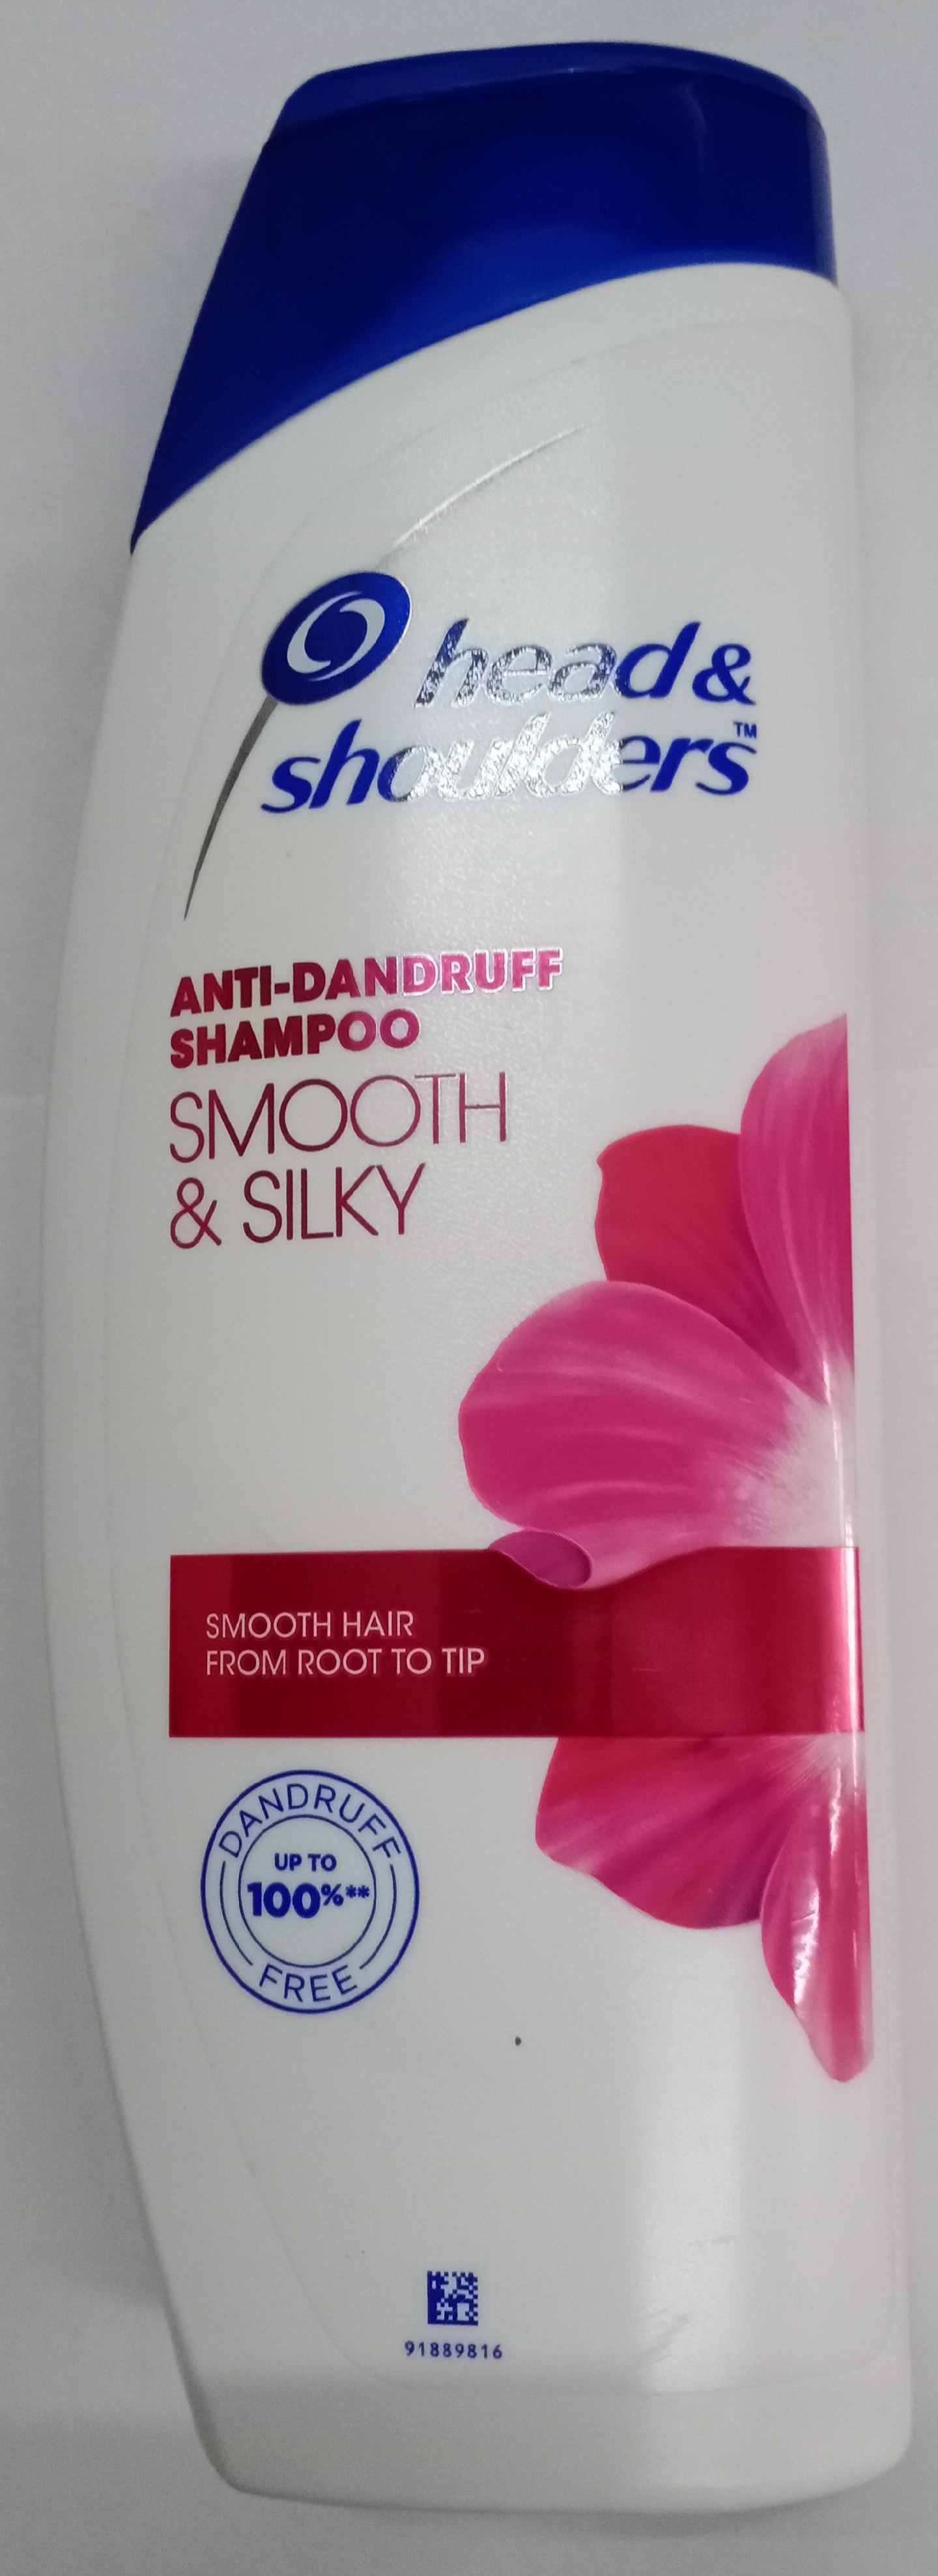 head &
shoulders™
ANTI-DANDRUFF
SHAMPOO
SMOOTH
& SILKY
SMOOTH HAIR
FROM ROOT TO TIP
DANDRUFF
UP TO
100%**
FREE
91889816